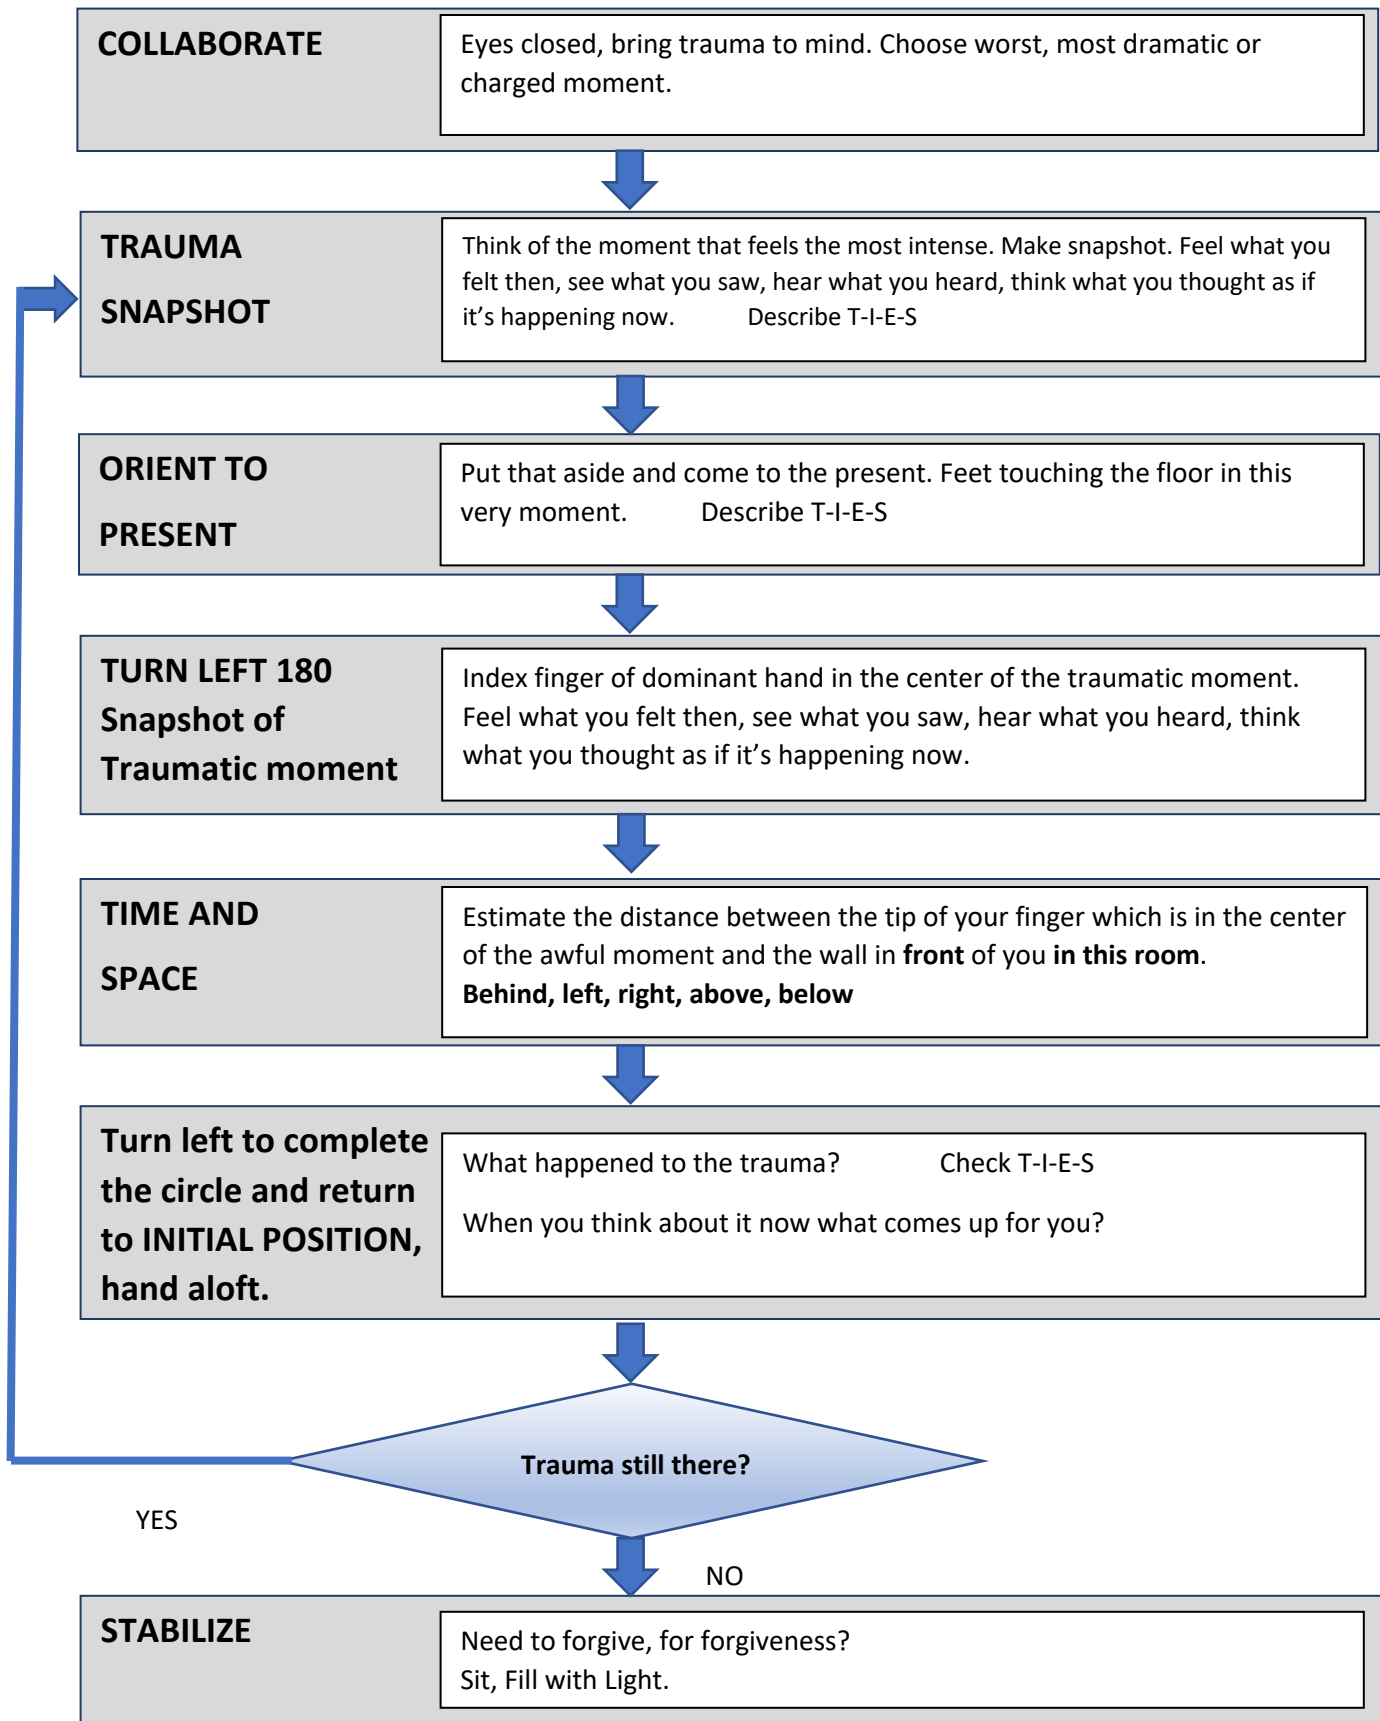 COLLABORATE
Eyes closed, bring trauma to mind. Choose worst, most dramatic or
charged moment.
TRAUMA
SNAPSHOT
Think of the moment that feels the most intense. Make snapshot. Feel what you
felt then, see what you saw, hear what you heard, think what you thought as if
it’s happening now. Describe T-I-E-S
ORIENT TO
PRESENT
Put that aside and come to the present. Feet touching the floor in this
very moment. Describe T-I-E-S
TURN LEFT 180
Snapshot of
Traumatic moment
Index finger of dominant hand in the center of the traumatic moment.
Feel what you felt then, see what you saw, hear what you heard, think
what you thought as if it’s happening now.
TIME AND
SPACE
Estimate the distance between the tip of your finger which is in the center
of the awful moment and the wall in front of you in this room.
Behind, left, right, above, below
Turn left to complete
the circle and return
to INITIAL POSITION,
hand aloft.
What happened to the trauma? Check T-I-E-S
When you think about it now what comes up for you?
Trauma still there?
YES
NO
STABILIZE
Need to forgive, for forgiveness?
Sit, Fill with Light.